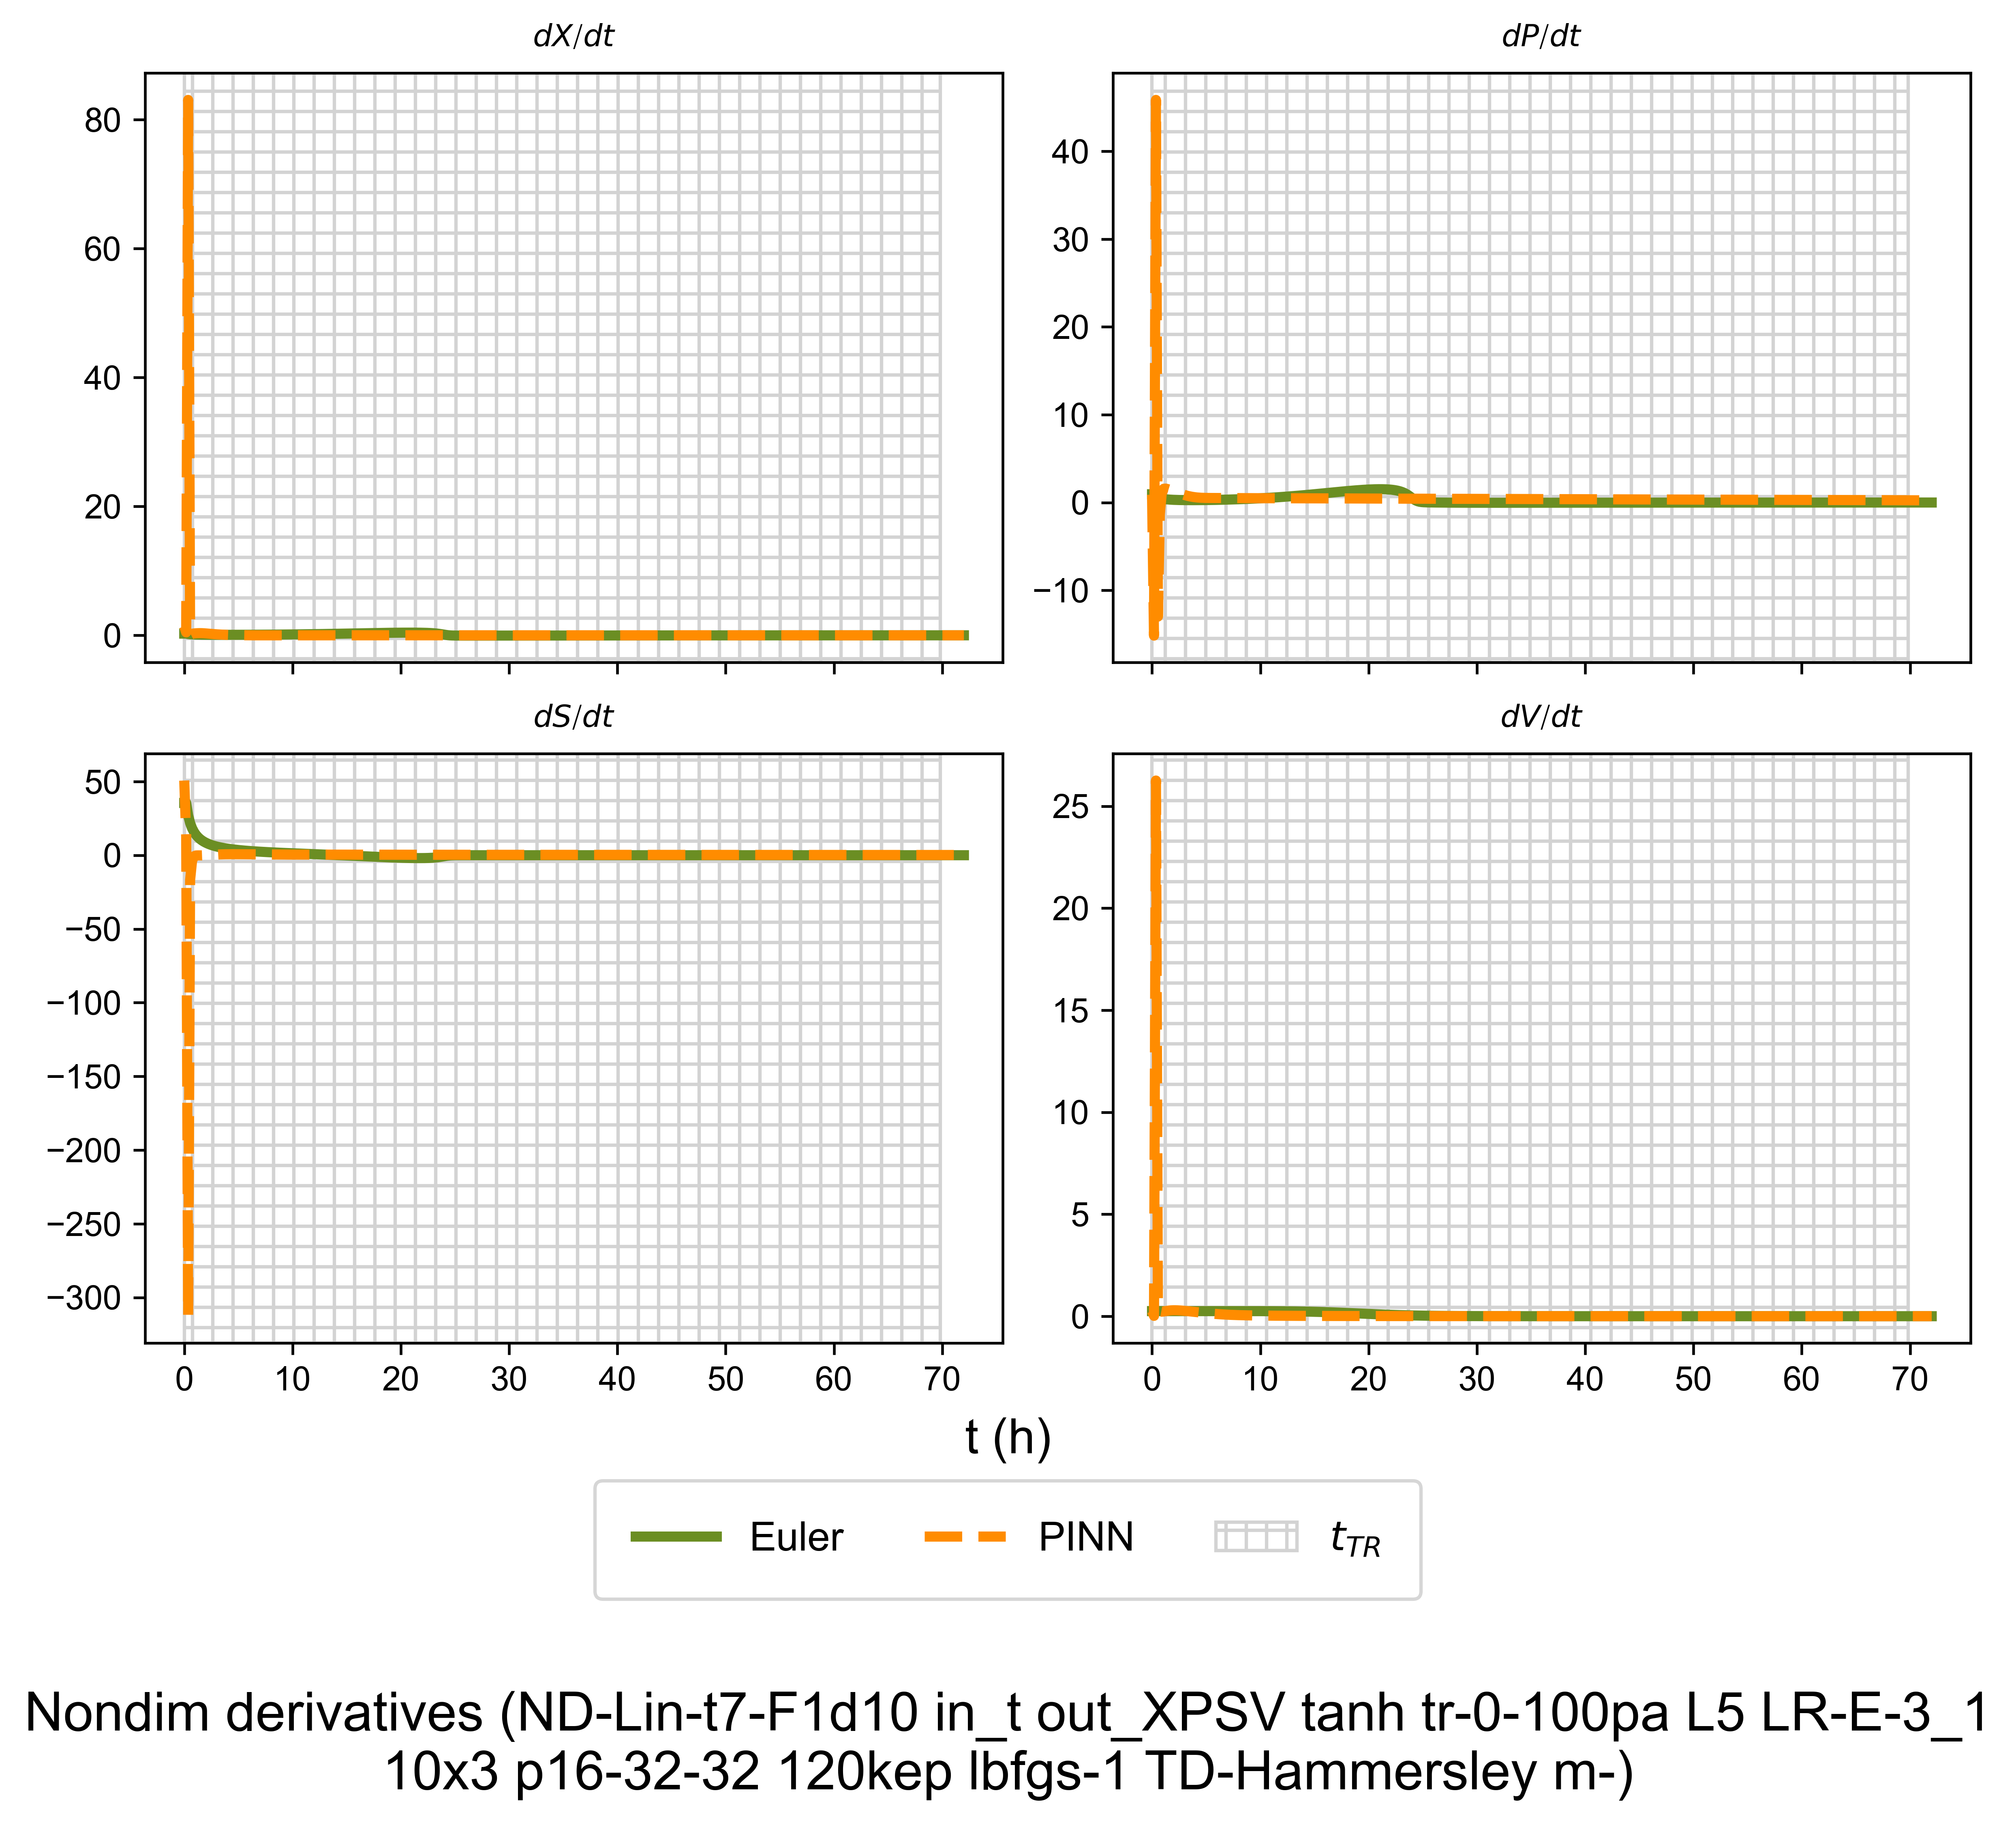 dX/dt
dP/dt
80
60
40
20
0
40
30
20
10
0
−10
dS/dt
dV/dt
50
0
−50
−100
−150
−200
−250
−300
0 10 20 30 40 50 60 70
25
20
15
10
5
0
0 10 20 30 40 50 60 70
t (h)
Euler PINN t_TR
Nondim derivatives (ND-Lin-t7-F1d10 in_t out_XPSV tanh tr-0-100pa L5 LR-E-3_1
10x3 p16-32-32 120kep lbfgs-1 TD-Hammersley m-)